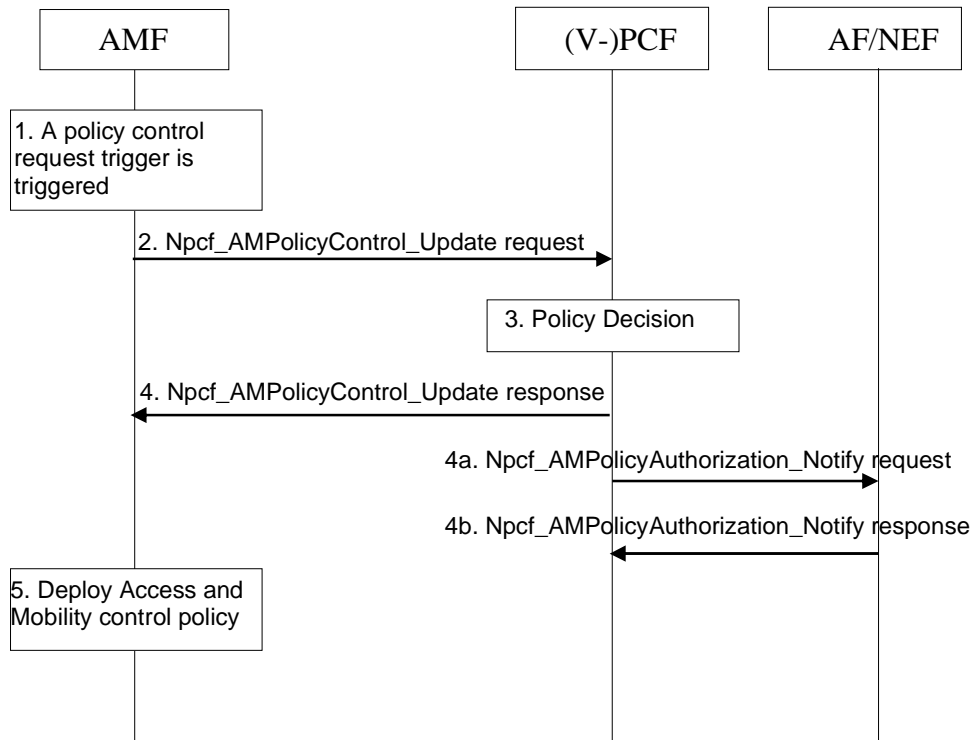 AMF
(V-)PCF
AF/NEF
1. A policy control
request trigger is
triggered
2. Npcf_AMPolicyControl_Update request
3. Policy Decision
4. Npcf_AMPolicyControl_Update response
4a. Npcf_AMPolicyAuthorization_Notify request
4b. Npcf_AMPolicyAuthorization_Notify response
5. Deploy Access and
Mobility control policy